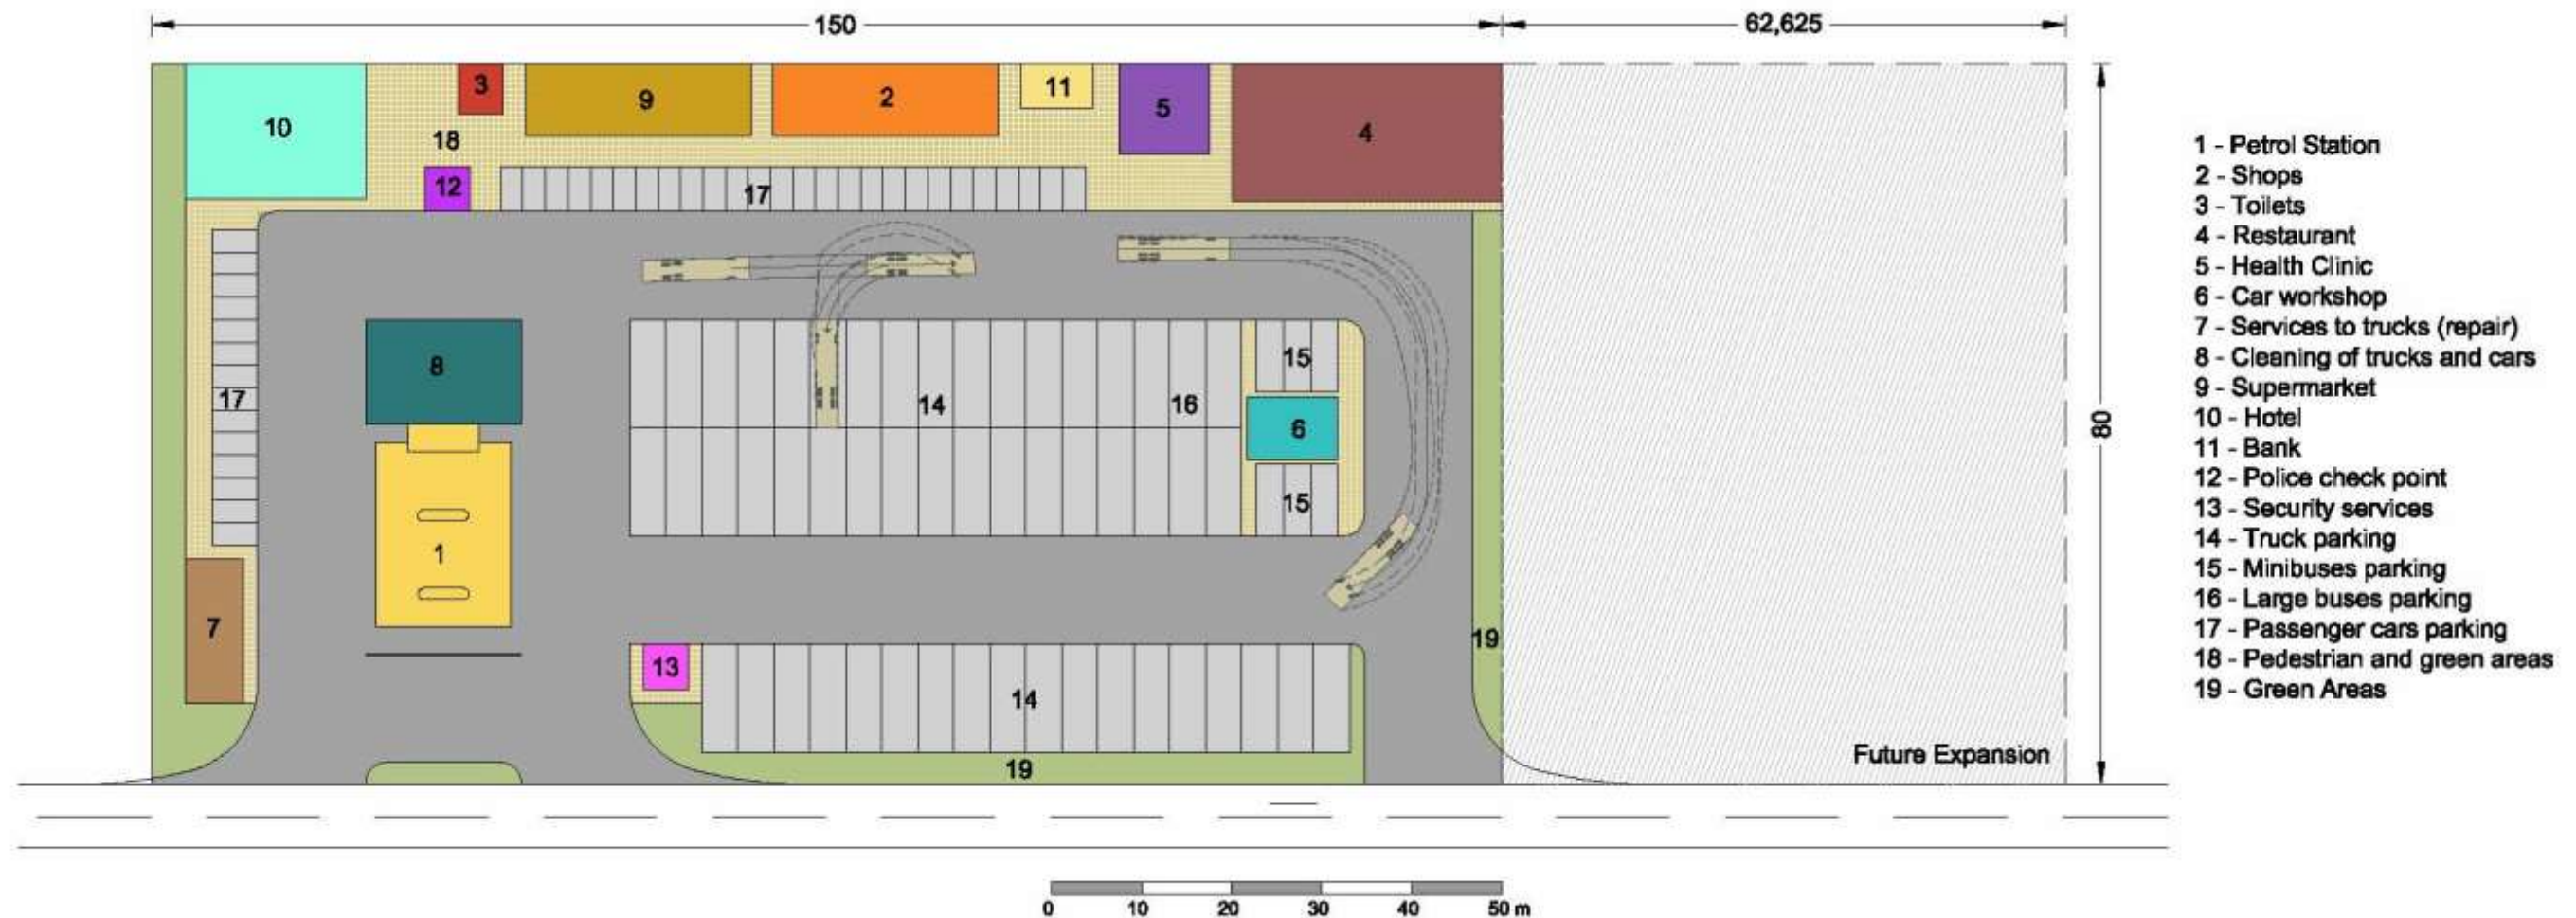 150
62,625
3
9
2
11
5
4
10
18
12
17
8
17
14
16
15
6
15
80
1
7
13
14
19
19
Future Expansion
0 10 20 30 40 50 m
1 - Petrol Station
2 - Shops
3 - Toilets
4 - Restaurant
5 - Health Clinic
6 - Car workshop
7 - Services to trucks (repair)
8 - Cleaning of trucks and cars
9 - Supermarket
10 - Hotel
11 - Bank
12 - Police check point
13 - Security services
14 - Truck parking
15 - Minibuses parking
16 - Large buses parking
17 - Passenger cars parking
18 - Pedestrian and green areas
19 - Green Areas